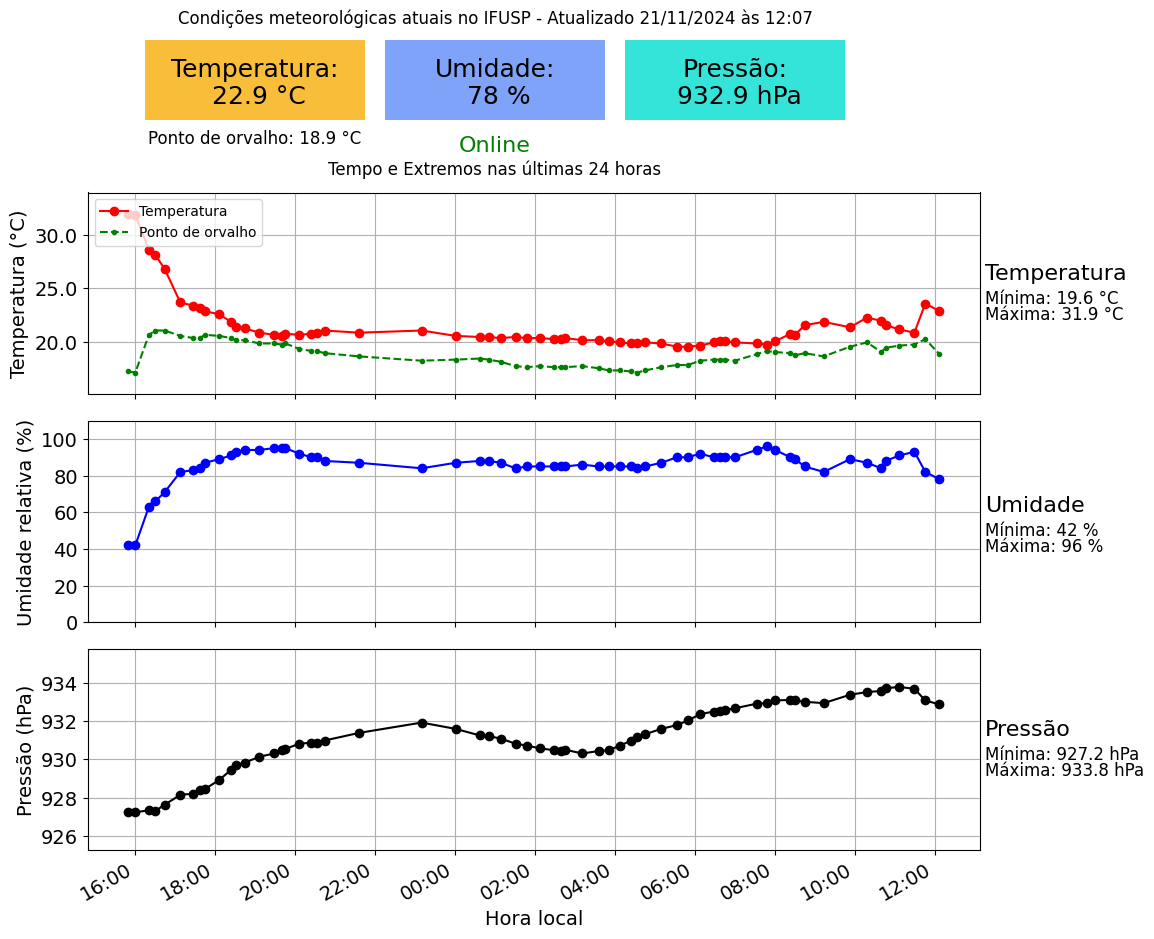 Condições meteorológicas atuais no IFUSP - Atualizado 21/11/2024 às 12:07
Temperatura:
22.9 °C
Umidade:
78 %
Pressão:
932.9 hPa
Ponto de orvalho: 18.9 °C
Online
Tempo e Extremos nas últimas 24 horas
Temperatura (°C)
30.0
25.0
20.0
Temperatura
Ponto de orvalho
Temperatura
Mínima: 19.6 °C
Máxima: 31.9 °C
Umidade relativa (%)
100
80
60
40
20
0
Umidade
Mínima: 42 %
Máxima: 96 %
Pressão (hPa)
934
932
930
928
926
Pressão
Mínima: 927.2 hPa
Máxima: 933.8 hPa
16:00
18:00
20:00
22:00
00:00
02:00
04:00
06:00
08:00
10:00
12:00
Hora local